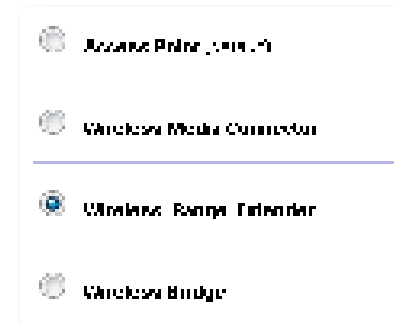 Access Point
Wireless Media Connector
Wireless Range Extender
Wireless Bridge